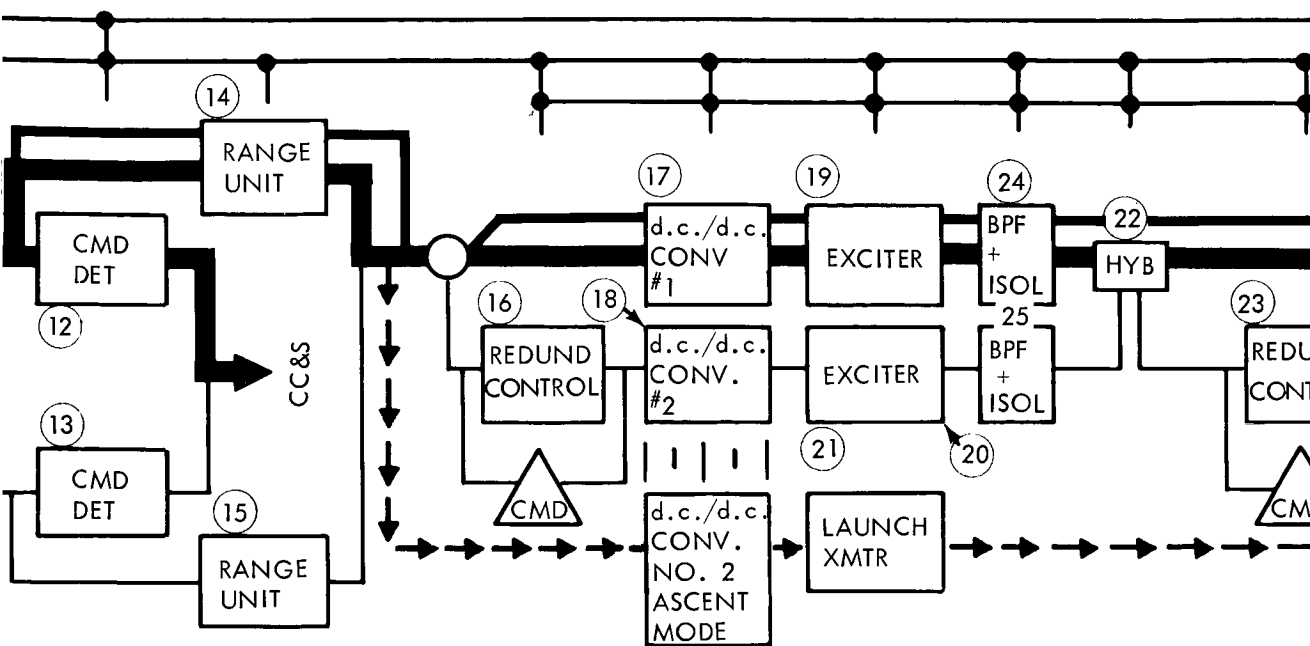 14
RANGE
UNIT
12
CMD
DET
CC&S
13
CMD
DET
15
RANGE
UNIT
16
REDUND
CONTROL
CMD
17
d.c./d.c.
CONV
#1
18
d.c./d.c.
CONV.
#2
d.c./d.c.
CONV.
NO. 2
ASCENT
MODE
19
EXCITER
EXCITER
21
20
LAUNCH
XMTR
24
BPF
+
ISOL
25
BPF
+
ISOL
22
HYB
23
REDU
CONT
CM